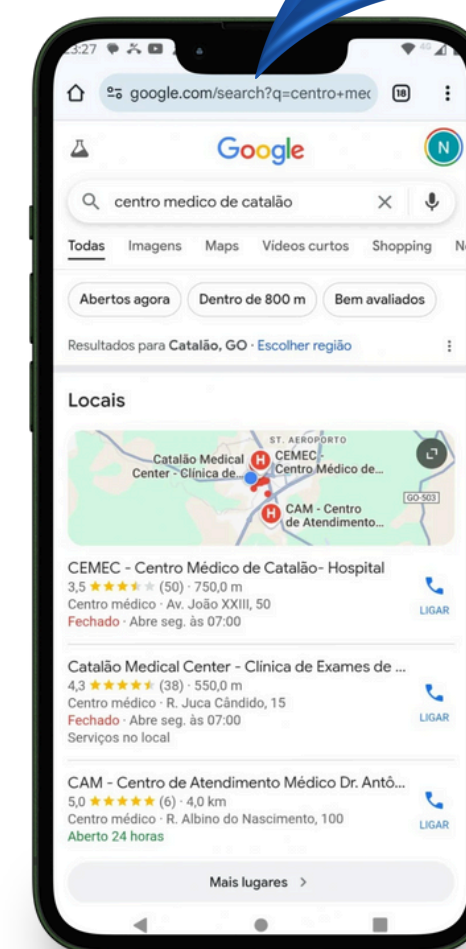 3:27 4G
google.com/search?q=centro+med 18
Google N
centro medico de catalão
Todas Imagens Maps Vídeos curtos Shopping
Abertos agora Dentro de 800 m Bem avaliados
Resultados para Catalão, GO · Escolher região
Locais
ST. AEROPORTO
Catalão Medical
Center - Clínica de...
H CEMEC -
Centro Médico de...
GO-503
H CAM - Centro
de Atendimento...
CEMEC - Centro Médico de Catalão- Hospital
3,5 ★★★★★ (50) · 750,0 m
Centro médico · Av. João XXIII, 50
Fechado · Abre seg. às 07:00
LIGAR
Catalão Medical Center - Clínica de Exames de ...
4,3 ★★★★★ (38) · 550,0 m
Centro médico · R. Juca Cândido, 15
Fechado · Abre seg. às 07:00
Serviços no local
LIGAR
CAM - Centro de Atendimento Médico Dr. Antô...
5,0 ★★★★★ (6) · 4,0 km
Centro médico · R. Albino do Nascimento, 100
Aberto 24 horas
LIGAR
Mais lugares >